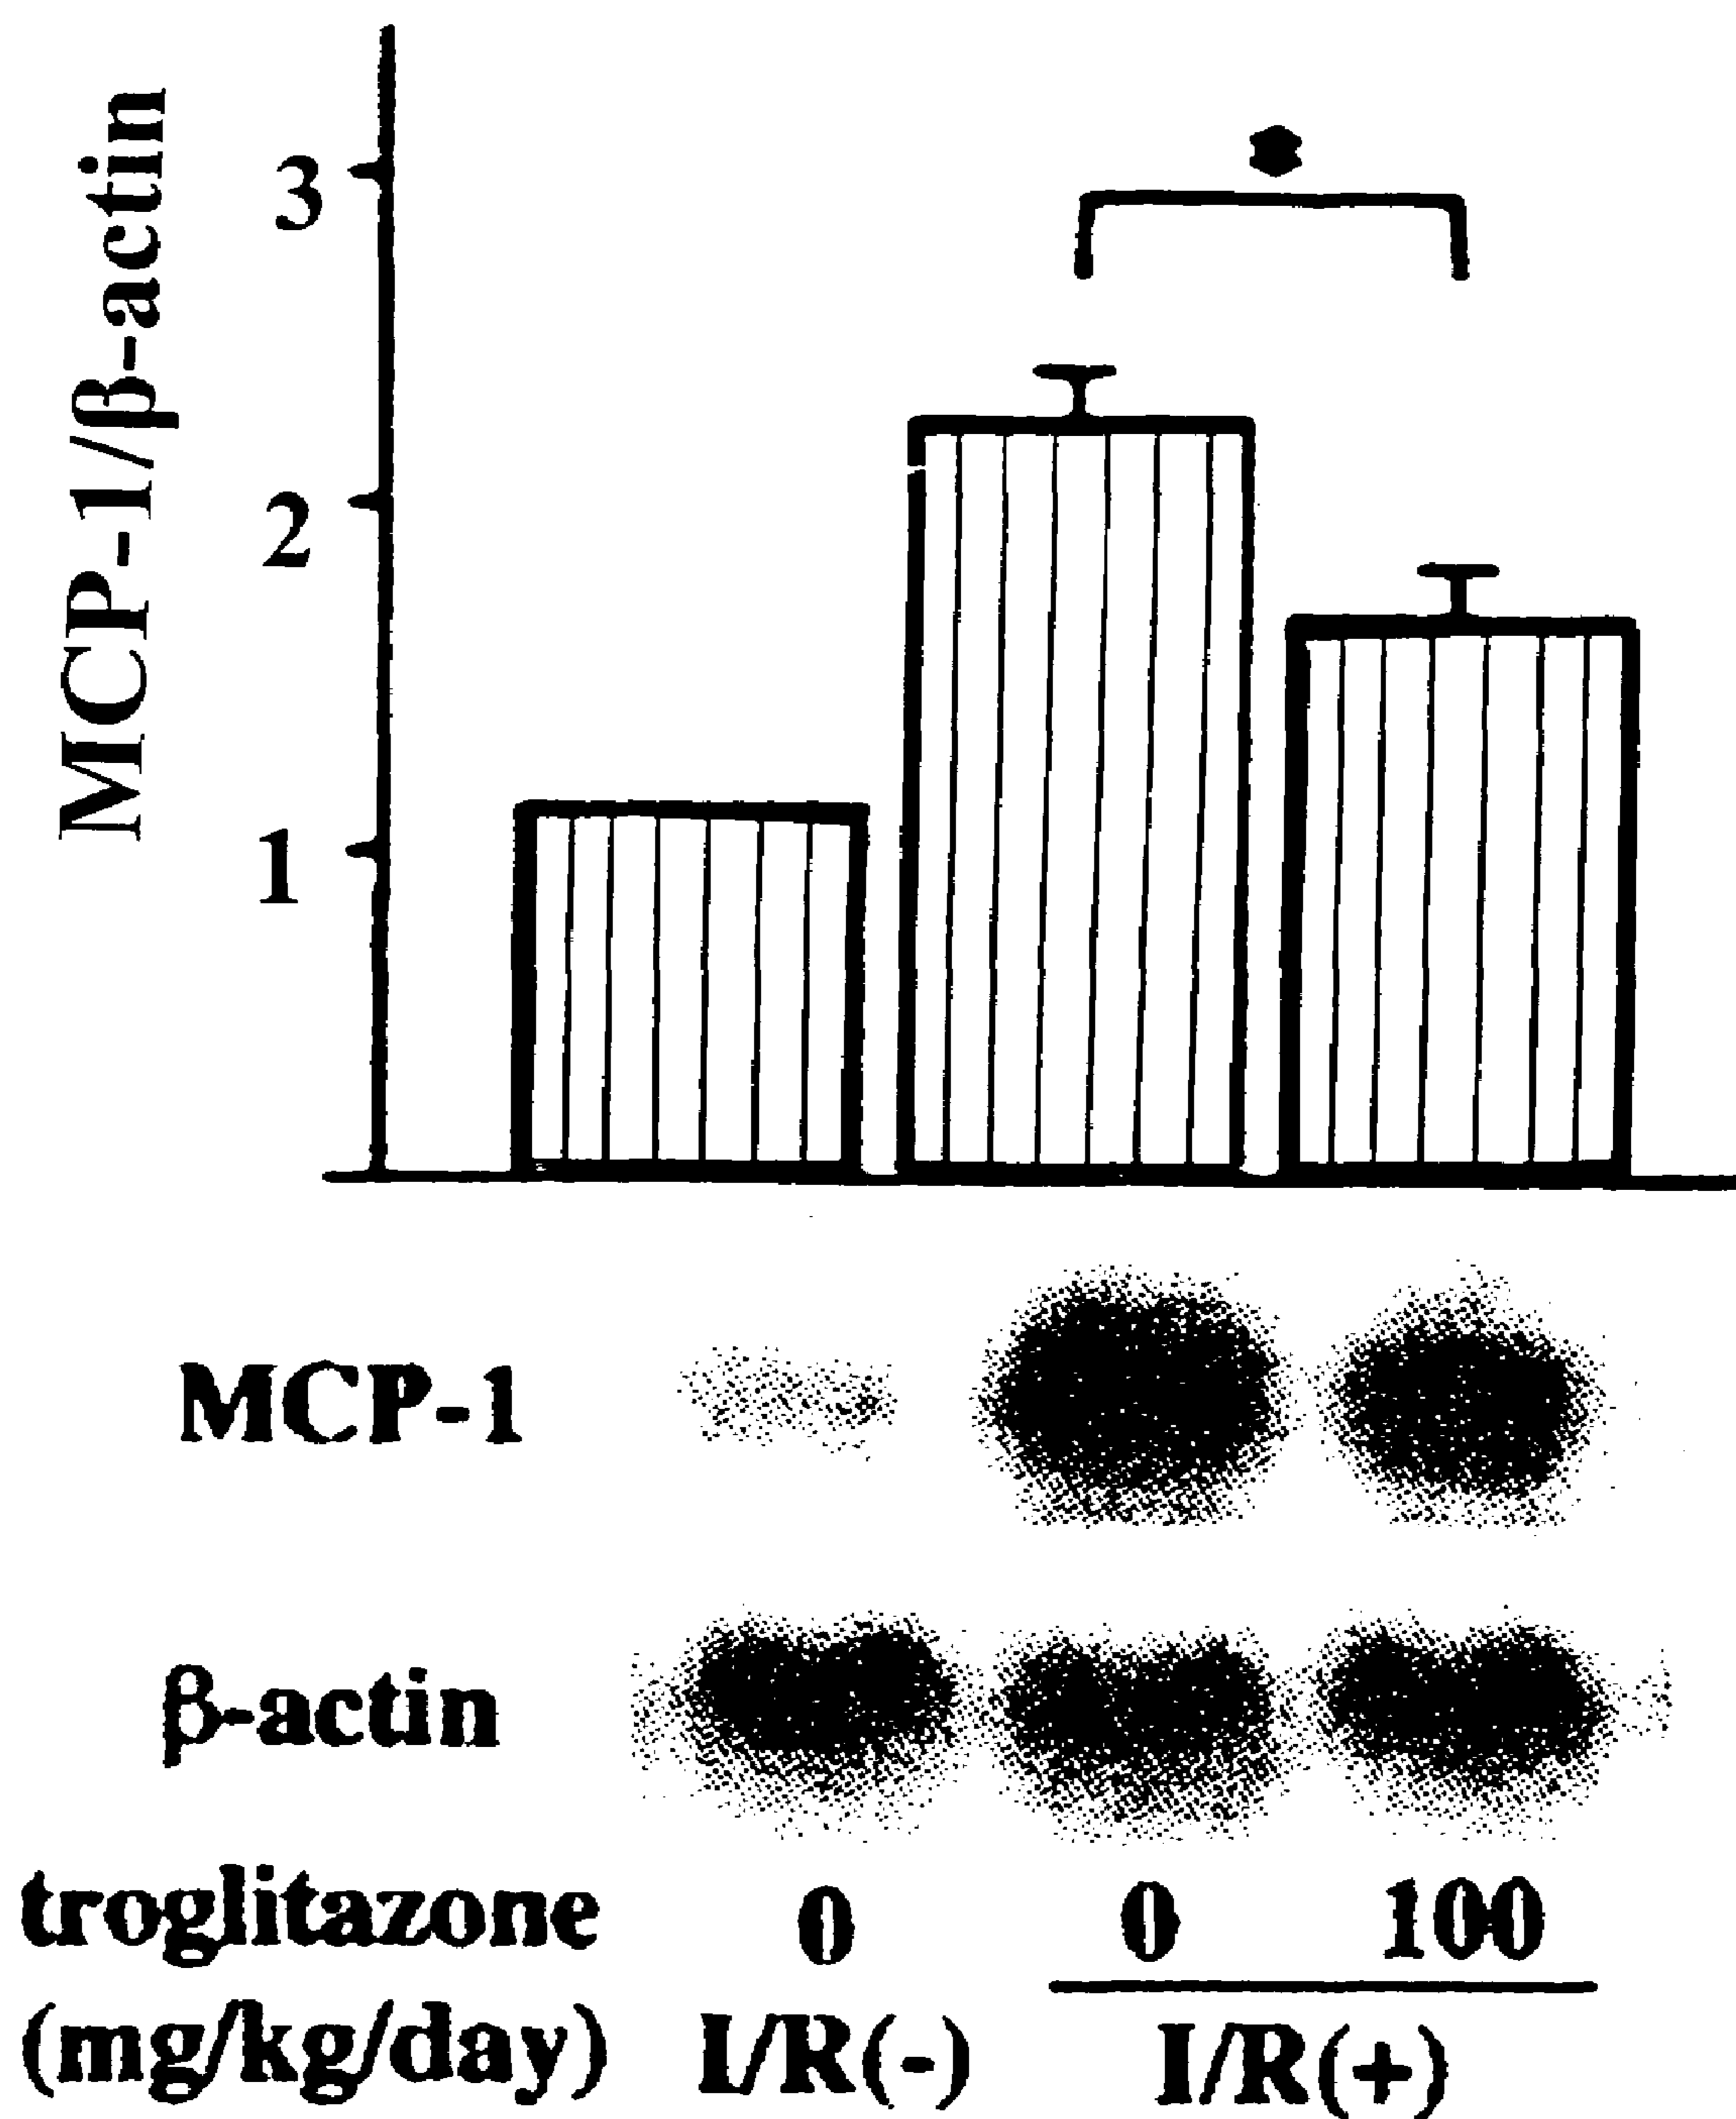 MCP-1/β-actin
3
2
1
MCP-1
β-actin
troglitazone 0 0 100
(mg/kg/day) I/R(-) I/R(+)